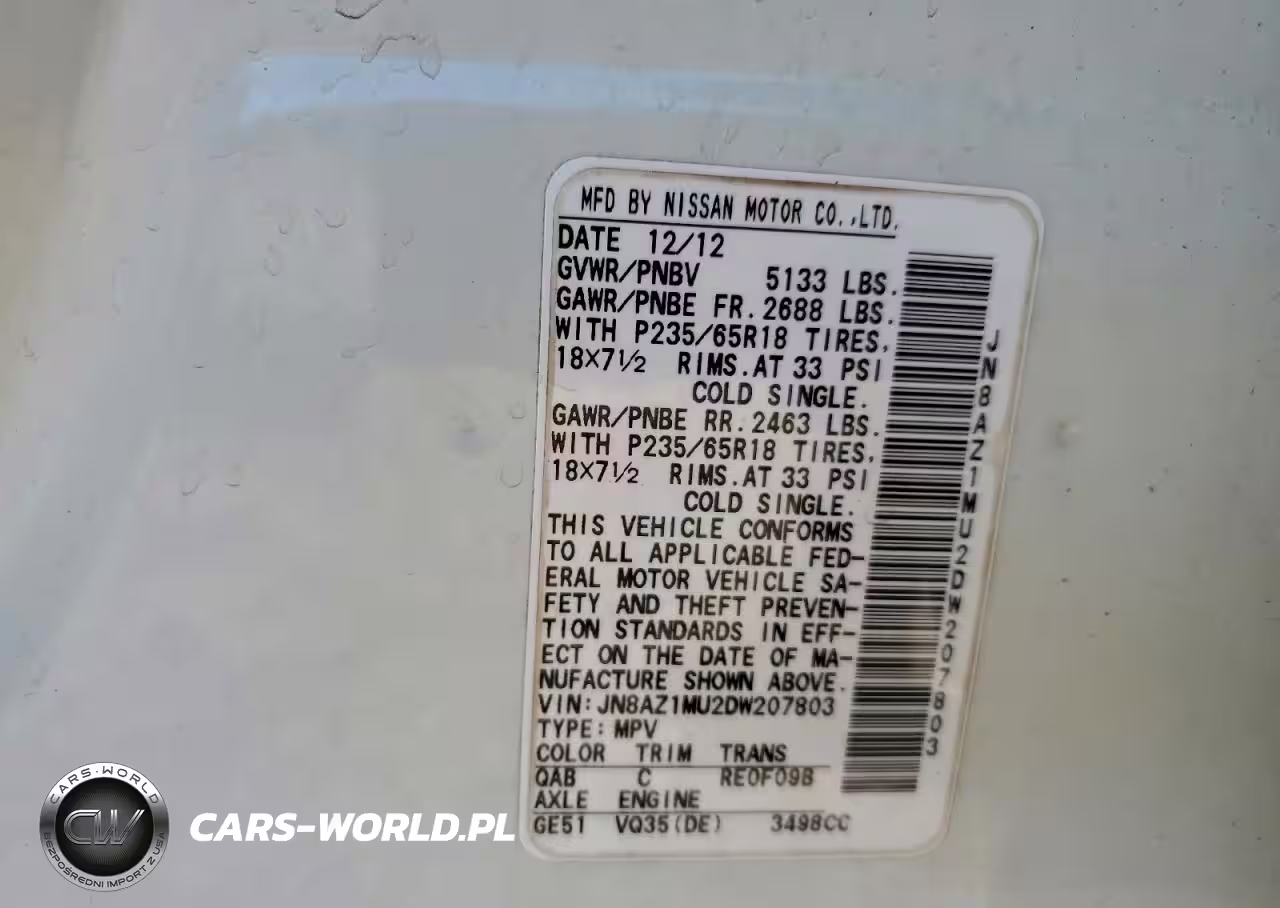 MFD BY NISSAN MOTOR CO.,LTD.
DATE 12/12
GVWR/PNBV 5133 LBS.
GAWR/PNBE FR.2688 LBS.
WITH P235/65R18 TIRES,
18X7½ RIMS.AT 33 PSI
COLD SINGLE.
GAWR/PNBE RR.2463 LBS.
WITH P235/65R18 TIRES,
18X7½ RIMS.AT 33 PSI
COLD SINGLE.
THIS VEHICLE CONFORMS
TO ALL APPLICABLE FED-
ERAL MOTOR VEHICLE SA-
FETY AND THEFT PREVEN-
TION STANDARDS IN EFF-
ECT ON THE DATE OF MA-
NUFACTURE SHOWN ABOVE.
VIN:JN8AZ1MU2DW207803
TYPE:MPV
COLOR TRIM TRANS
QAB C RE0F09B
AXLE ENGINE
GE51 VQ35(DE) 3498CC
JN8AZ1MU2DW207803
CARS-WORLD
CW
BEZPOŚREDNI IMPORT Z USA
CARS-WORLD.PL